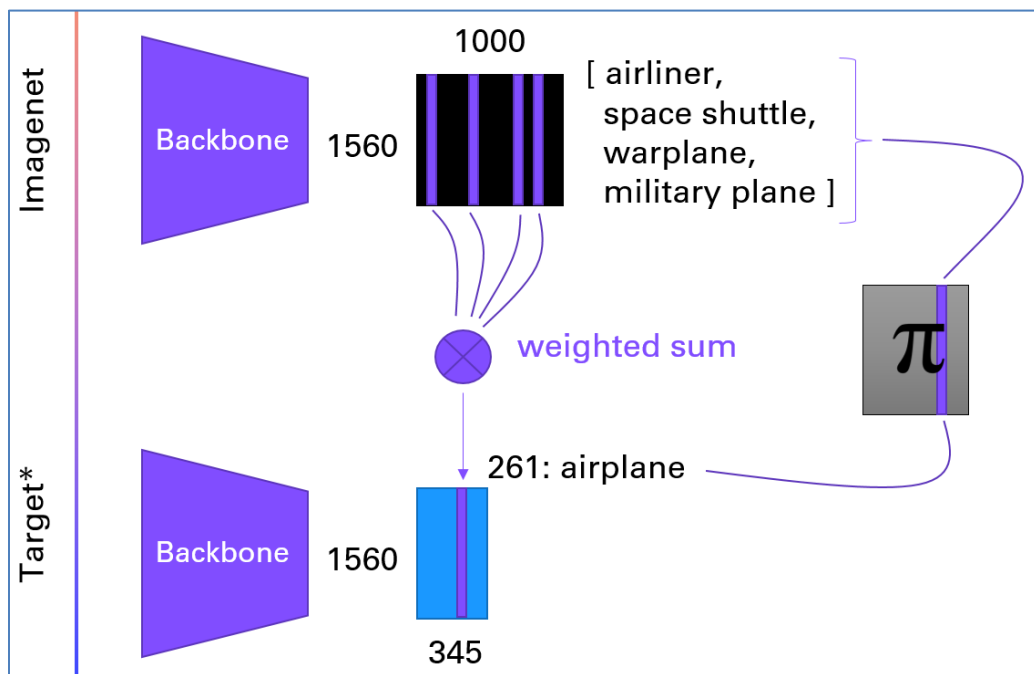 Imagenet
Backbone
1560
1000
[ airliner,
space shuttle,
warplane,
military plane ]
weighted sum
π
Target*
Backbone
1560
261: airplane
345